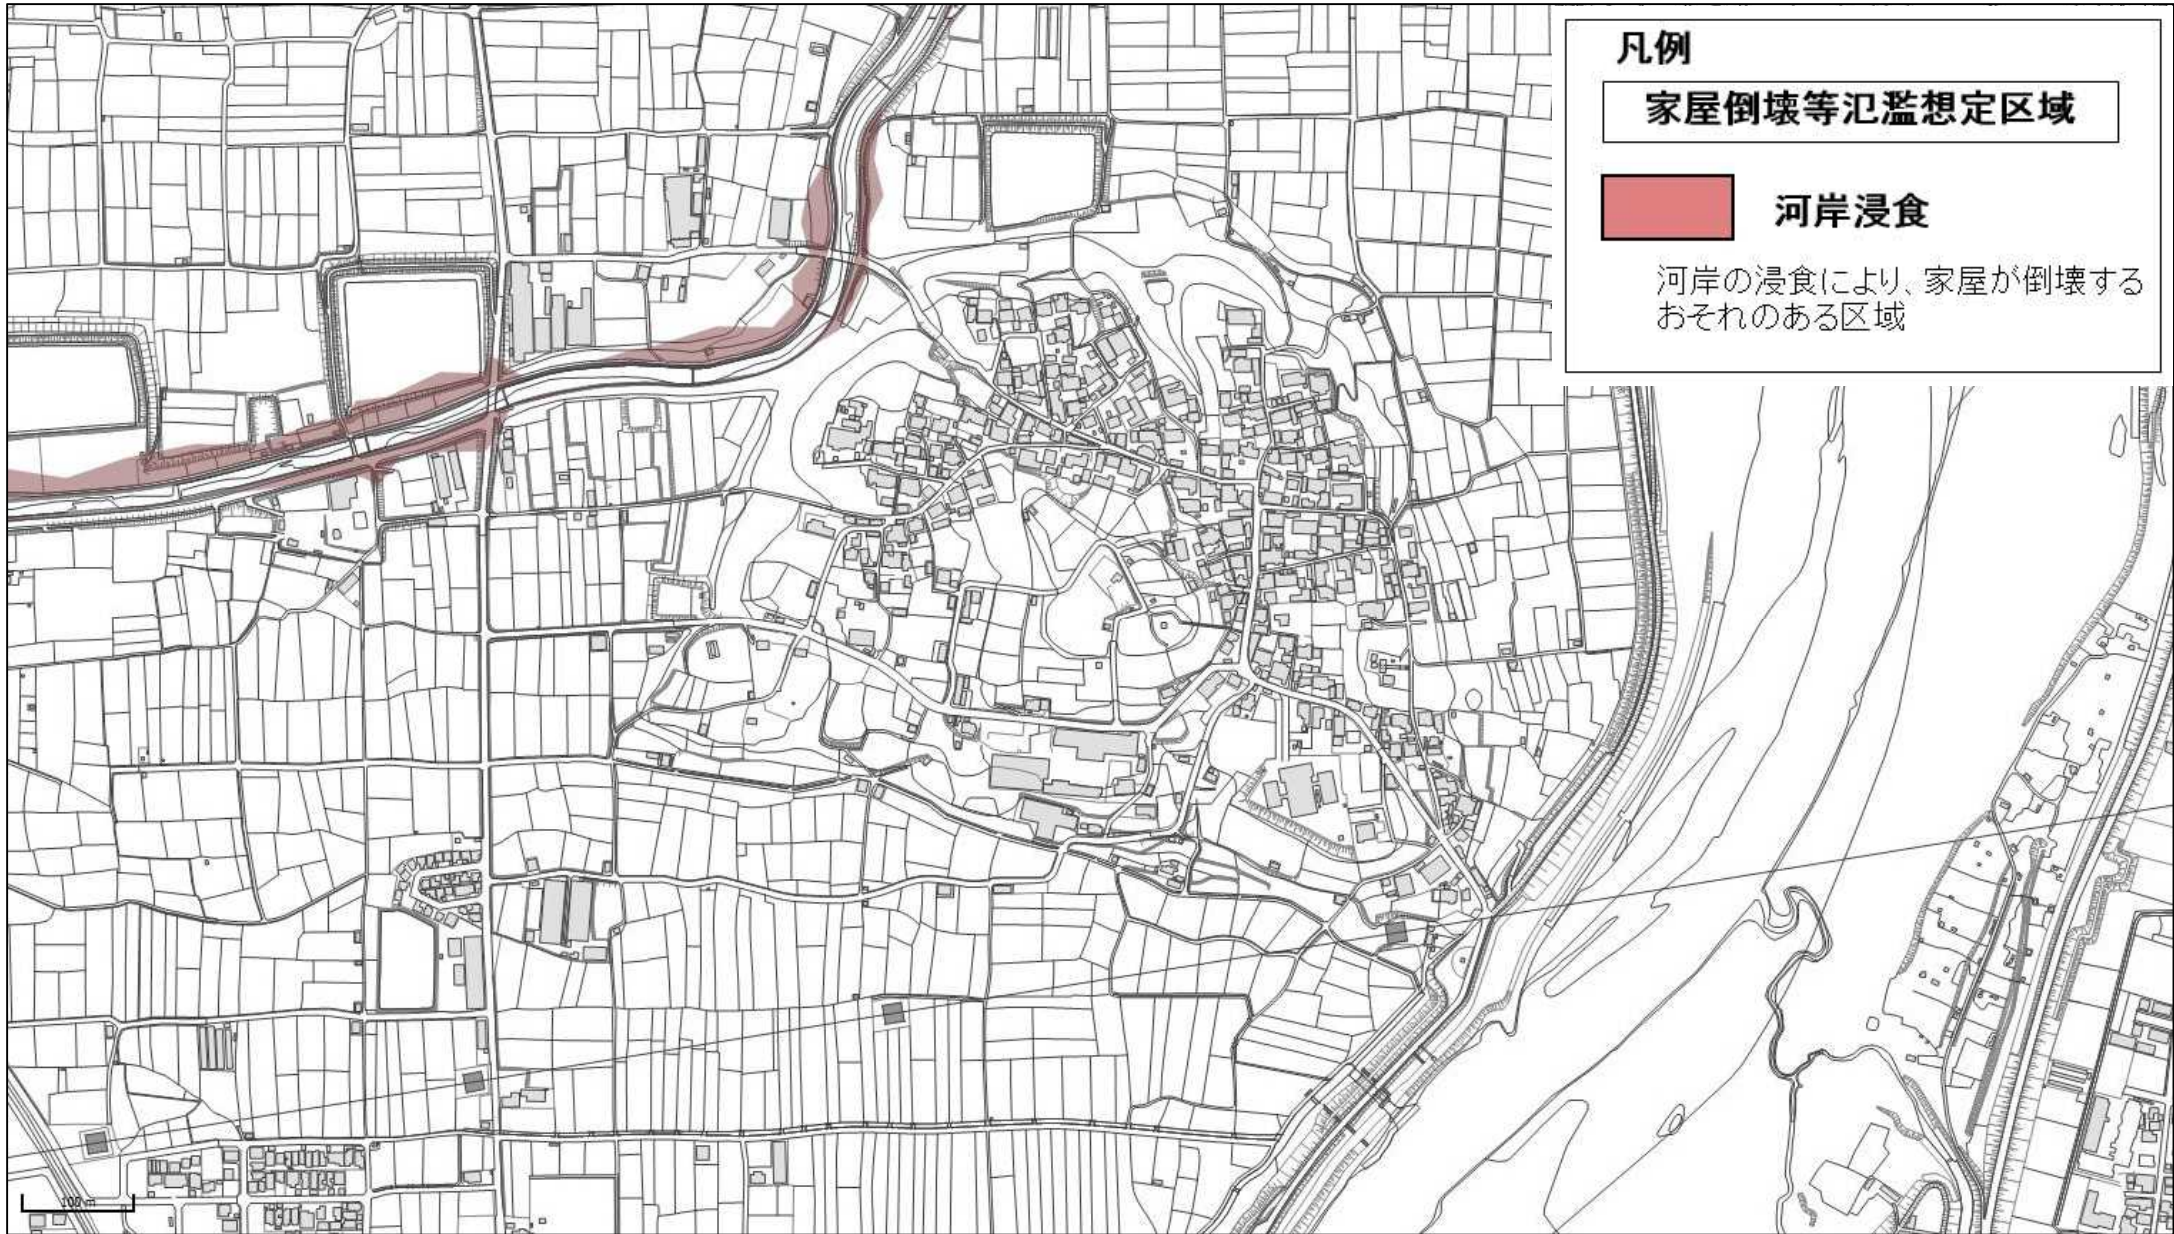 凡例
家屋倒壊等氾濫想定区域
河岸浸食
河岸の浸食により、家屋が倒壊する
おそれのある区域
100 m